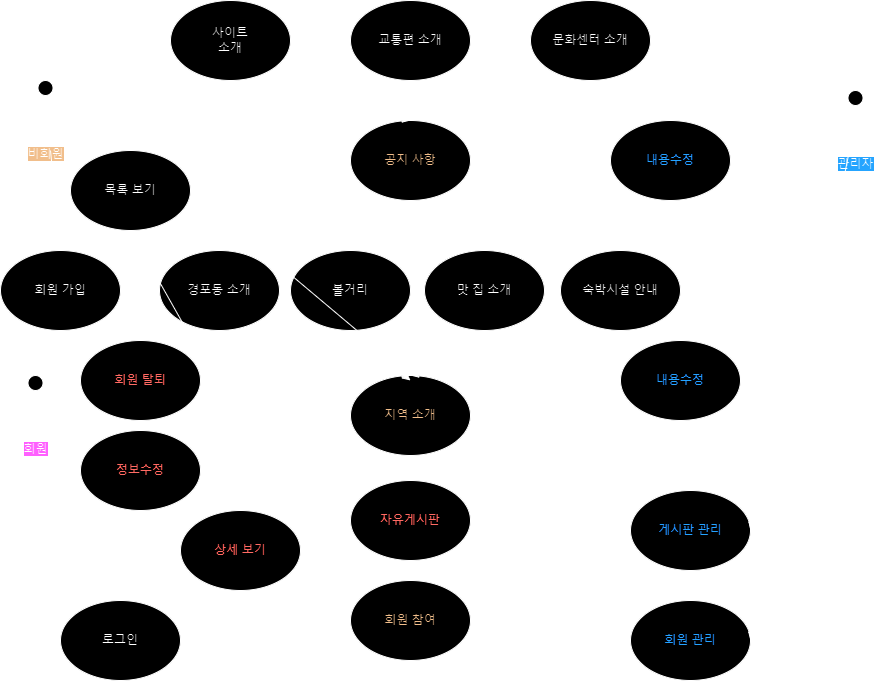 사이트
소개
교통편 소개
문화센터 소개
비회원
공지 사항
내용수정
관리자
목록 보기
회원 가입
경포동 소개
볼거리
맛 집 소개
숙박시설 안내
회원 탈퇴
내용수정
지역 소개
회원
정보수정
자유게시판
게시판 관리
상세 보기
회원 참여
로그인
회원 관리